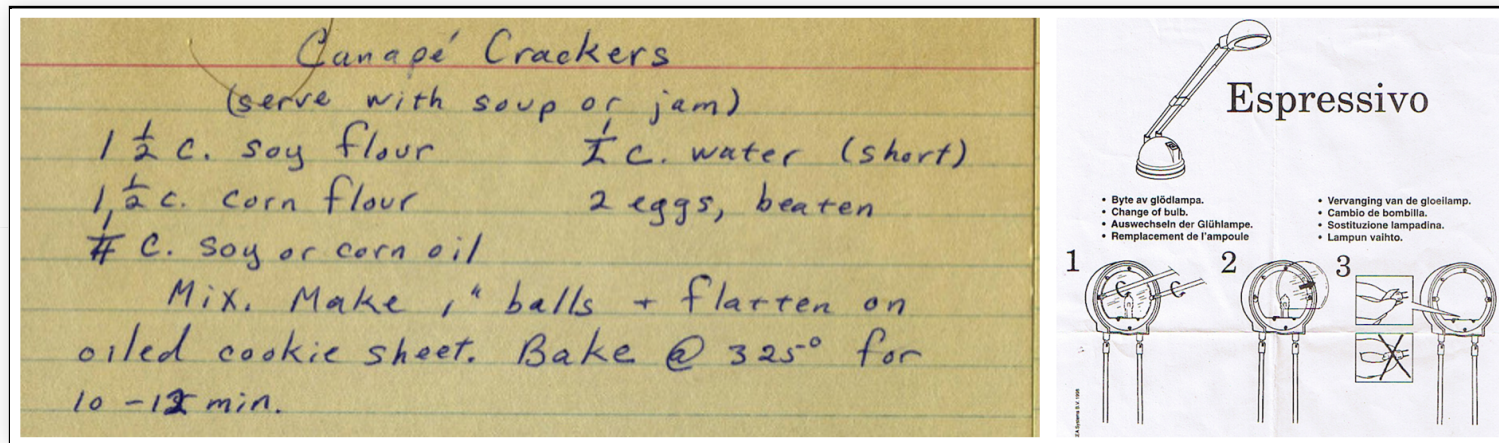 Canapé Crackers
(serve with soup or jam)
1 1/2 c. soy flour c. water (short)
1 1/2 c. corn flour 2 eggs, beaten
1/4 c. soy or corn oil
Mix. Make 1" balls + flatten on
oiled cookie sheet. Bake @ 325° for
10 - 12 min.
Espressivo
• Byte av glödlampa.
• Change of bulb.
• Auswechseln der Glühlampe.
• Remplacement de l'ampoule
• Vervanging van de gloeilamp.
• Cambio de bombilla.
• Sostituzione lampadina.
• Lampun vaihto.
1 2 3